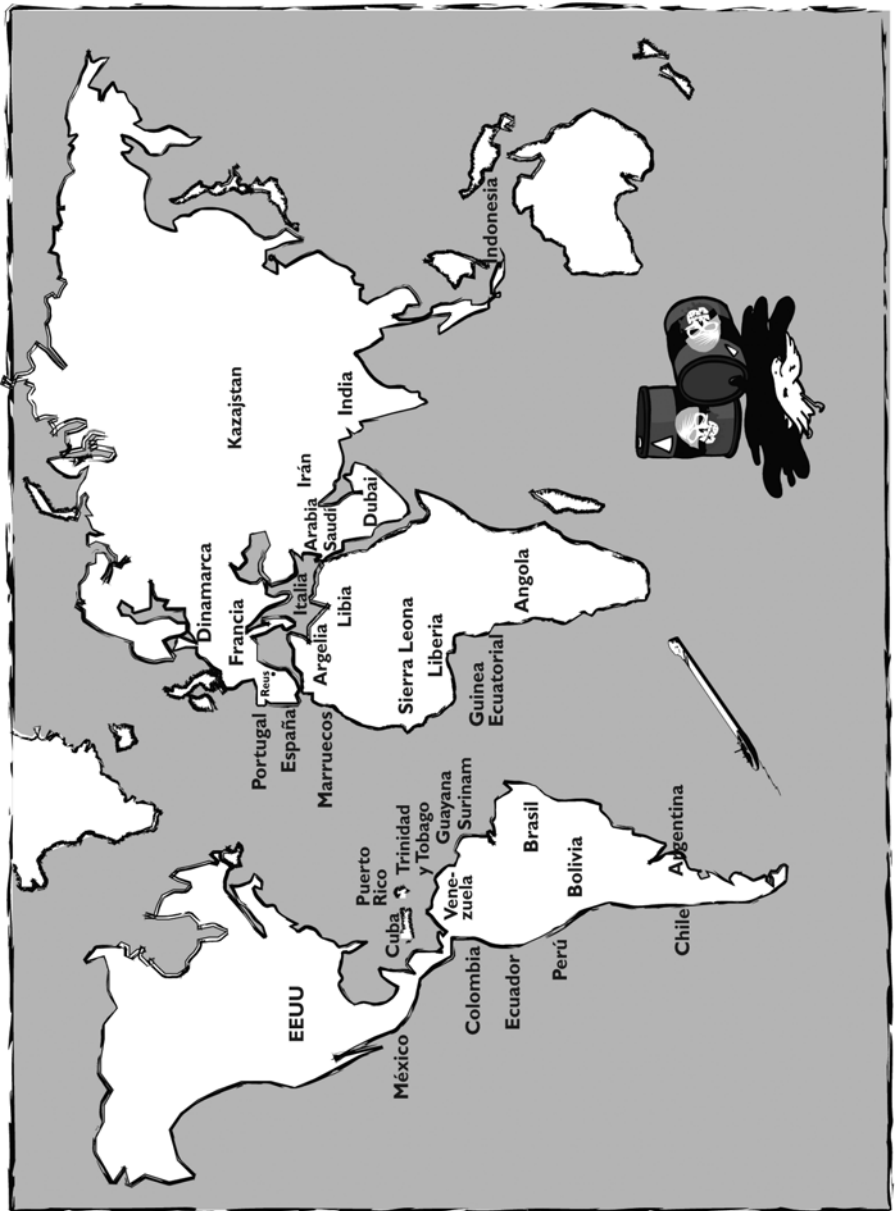 EEUU
México
Cuba
Puerto
Rico
Trinidad
y Tobago
Guayana
Surinam
Vene-
zuela
Colombia
Ecuador
Perú
Brasil
Bolivia
Chile
Argentina
Portugal
España
Reus
Francia
Dinamarca
Italia
Marruecos
Argelia
Libia
Sierra Leona
Liberia
Guinea
Ecuatorial
Angola
Kazajstan
Arabia
Saudi
Irán
Dubai
India
Indonesia